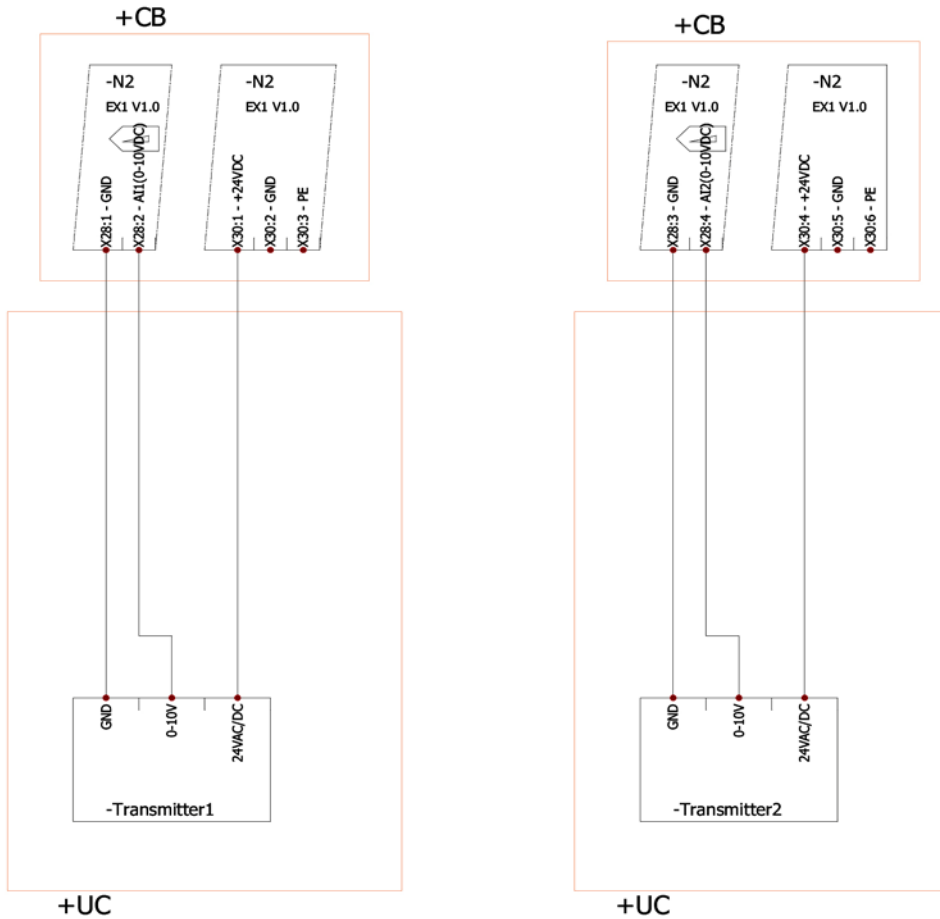 +CB
-N2
EX1 V1.0
X28:1 - GND
X28:2 - AI1(0-10VDC)
-N2
EX1 V1.0
X30:1 - +24VDC
X30:2 - GND
X30:3 - PE
GND
0-10V
24VAC/DC
-Transmitter1
+UC
+CB
-N2
EX1 V1.0
X28:3 - GND
X28:4 - AI2(0-10VDC)
-N2
EX1 V1.0
X30:4 - +24VDC
X30:5 - GND
X30:6 - PE
GND
0-10V
24VAC/DC
-Transmitter2
+UC